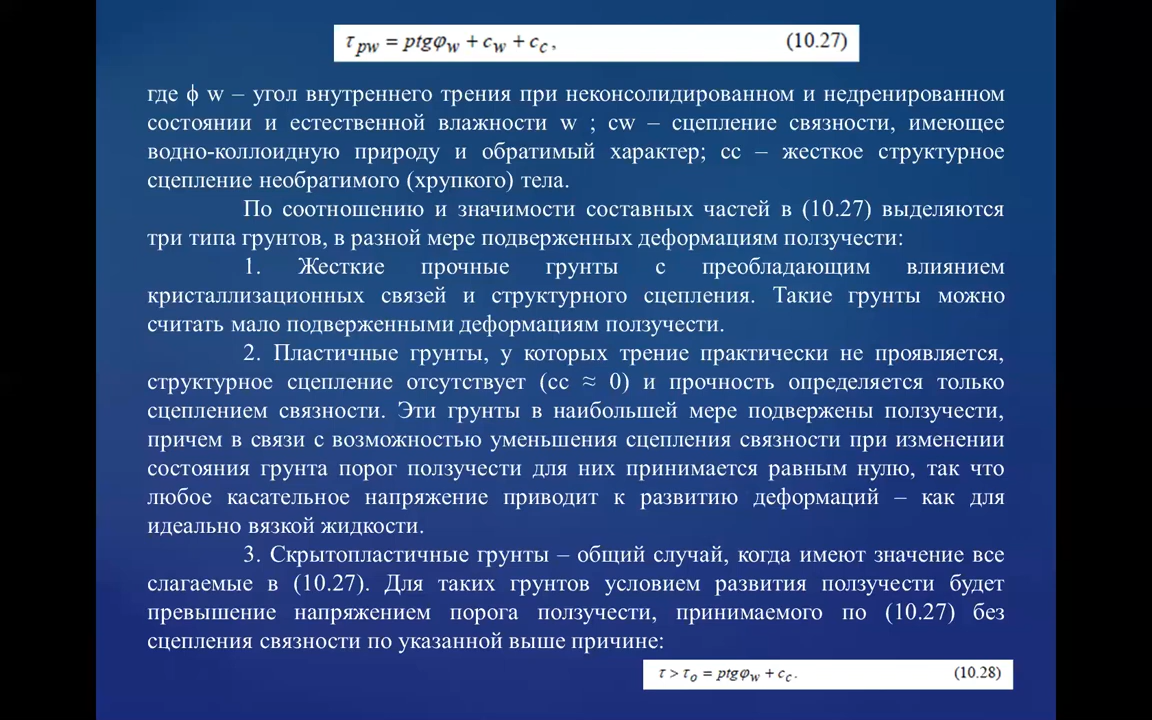 τ pw = ptgφw + cw + cc, (10.27)
где ϕ w – угол внутреннего трения при неконсолидированном и недренированном
состоянии и естественной влажности w ; cw – сцепление связности, имеющее
водно-коллоидную природу и обратимый характер; cc – жесткое структурное
сцепление необратимого (хрупкого) тела.
По соотношению и значимости составных частей в (10.27) выделяются
три типа грунтов, в разной мере подверженных деформациям ползучести:
1. Жесткие прочные грунты с преобладающим влиянием
кристаллизационных связей и структурного сцепления. Такие грунты можно
считать мало подверженными деформациям ползучести.
2. Пластичные грунты, у которых трение практически не проявляется,
структурное сцепление отсутствует (cc ≈ 0) и прочность определяется только
сцеплением связности. Эти грунты в наибольшей мере подвержены ползучести,
причем в связи с возможностью уменьшения сцепления связности при изменении
состояния грунта порог ползучести для них принимается равным нулю, так что
любое касательное напряжение приводит к развитию деформаций – как для
идеально вязкой жидкости.
3. Скрытопластичные грунты – общий случай, когда имеют значение все
слагаемые в (10.27). Для таких грунтов условием развития ползучести будет
превышение напряжением порога ползучести, принимаемого по (10.27) без
сцепления связности по указанной выше причине:
τ > τo = ptgφw + cc. (10.28)